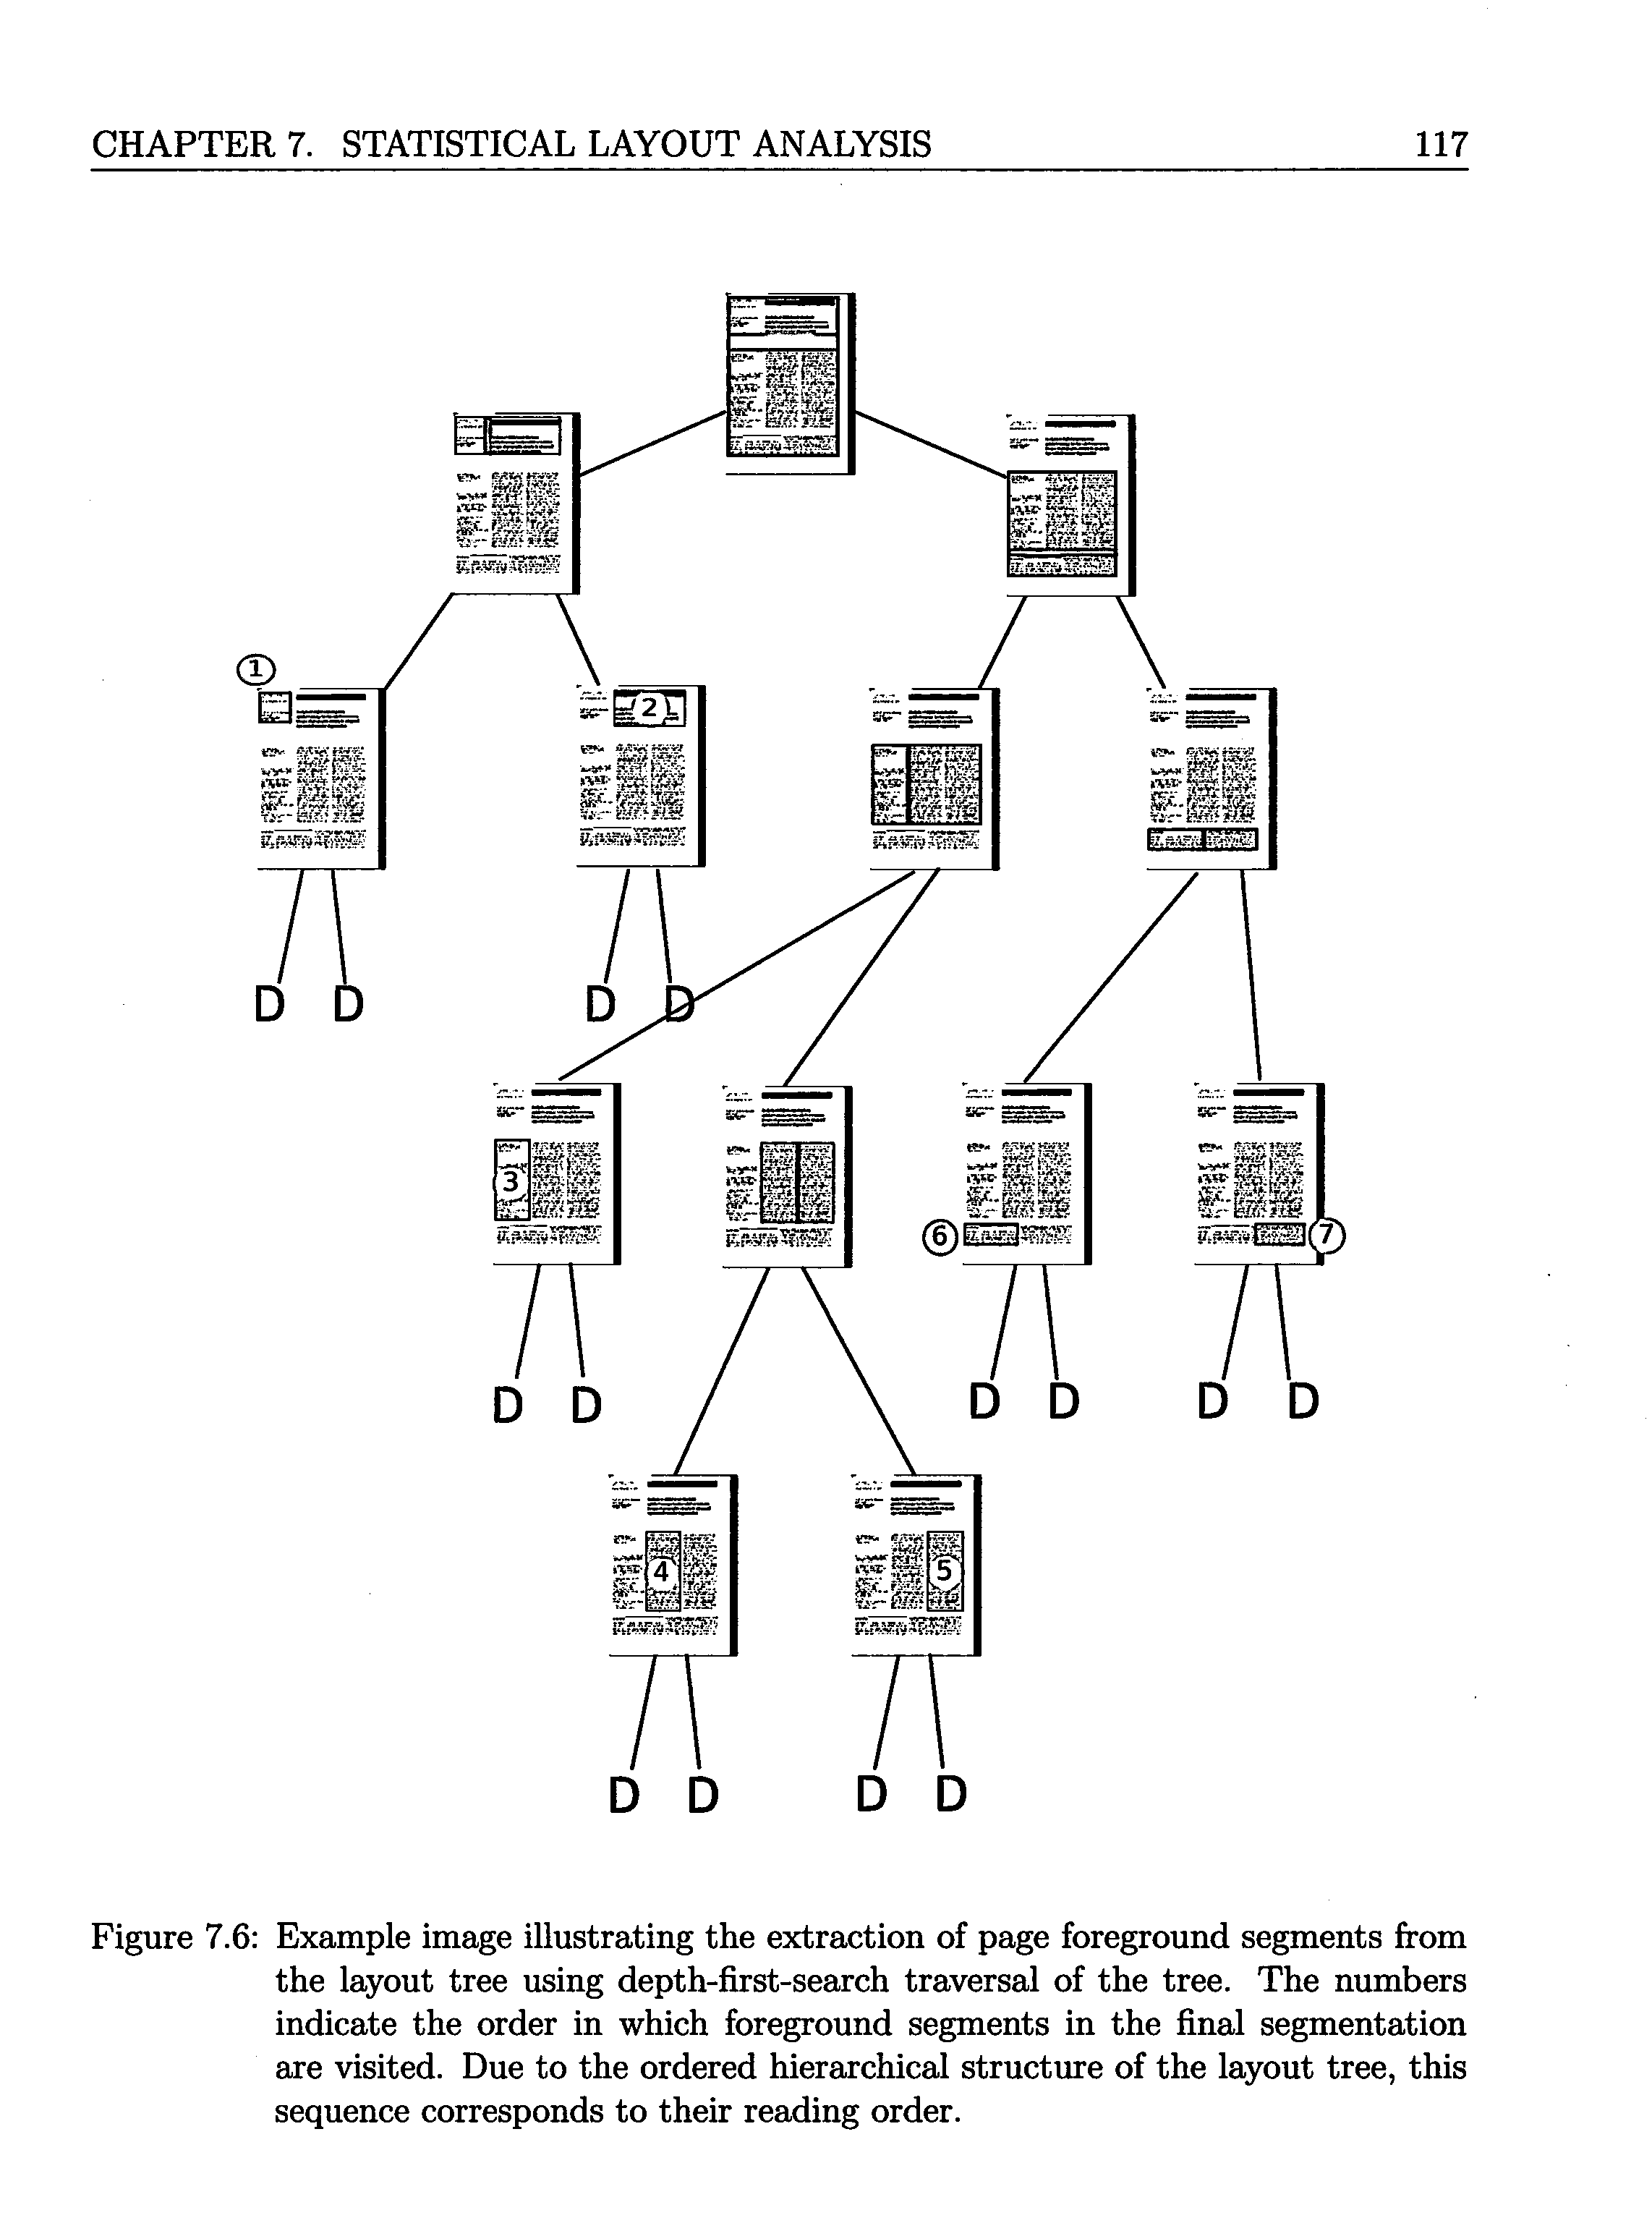 CHAPTER 7. STATISTICAL LAYOUT ANALYSIS 117
1
2
D D D D
3
6
7
D D D D D D
4
5
D D D D
Figure 7.6: Example image illustrating the extraction of page foreground segments from
the layout tree using depth-first-search traversal of the tree. The numbers
indicate the order in which foreground segments in the final segmentation
are visited. Due to the ordered hierarchical structure of the layout tree, this
sequence corresponds to their reading order.